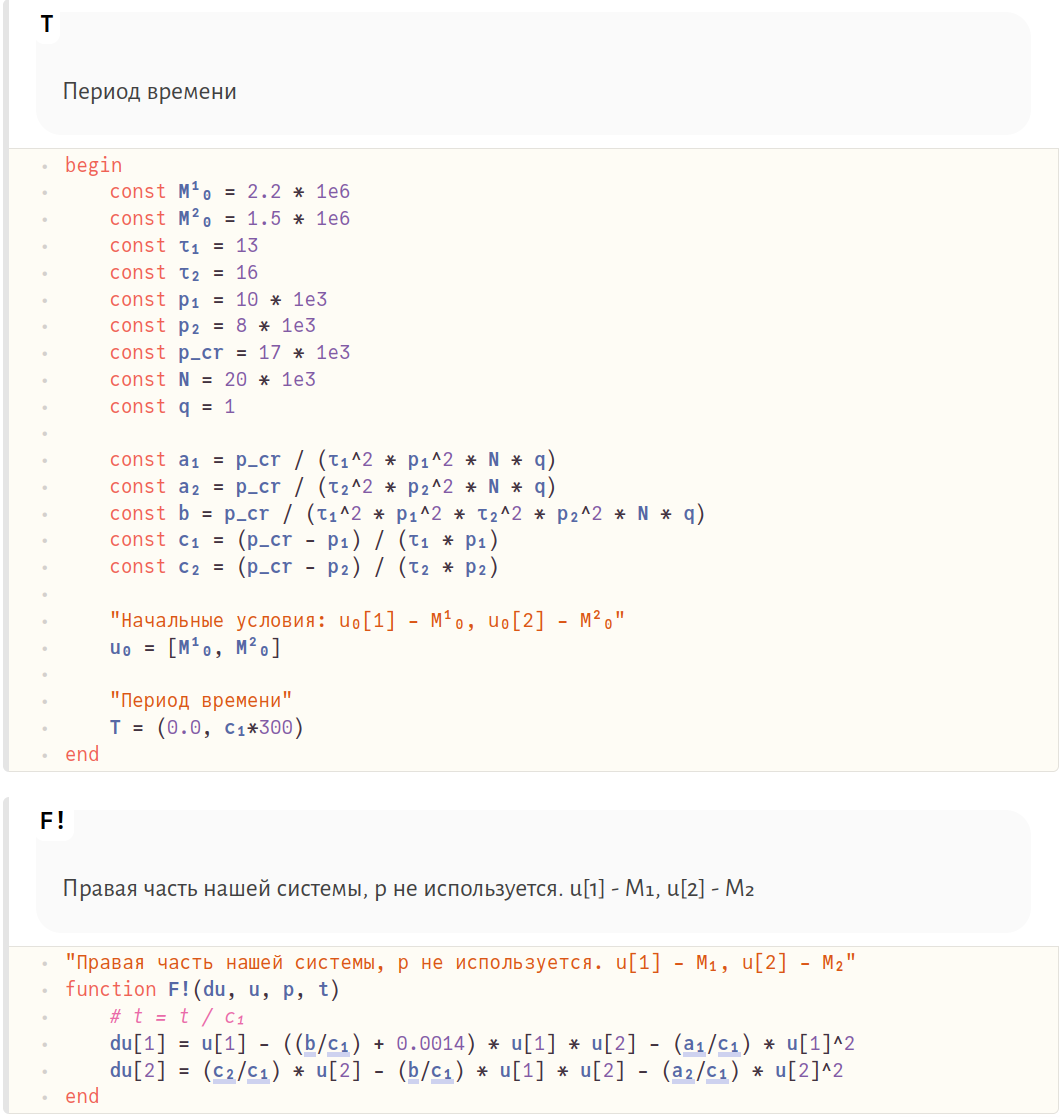 T
Период времени
begin
const M¹₀ = 2.2 * 1e6
const M²₀ = 1.5 * 1e6
const τ₁ = 13
const τ₂ = 16
const p₁ = 10 * 1e3
const p₂ = 8 * 1e3
const p_cr = 17 * 1e3
const N = 20 * 1e3
const q = 1
const a₁ = p_cr / (τ₁^2 * p₁^2 * N * q)
const a₂ = p_cr / (τ₂^2 * p₂^2 * N * q)
const b = p_cr / (τ₁^2 * p₁^2 * τ₂^2 * p₂^2 * N * q)
const c₁ = (p_cr - p₁) / (τ₁ * p₁)
const c₂ = (p_cr - p₂) / (τ₂ * p₂)
"Начальные условия: u₀[1] - M¹₀, u₀[2] - M²₀"
u₀ = [M¹₀, M²₀]
"Период времени"
T = (0.0, c₁*300)
end
F!
Правая часть нашей системы, p не используется. u[1] - M₁, u[2] - M₂
"Правая часть нашей системы, p не используется. u[1] - M₁, u[2] - M₂"
function F!(du, u, p, t)
# t = t / c₁
du[1] = u[1] - ((b/c₁) + 0.0014) * u[1] * u[2] - (a₁/c₁) * u[1]^2
du[2] = (c₂/c₁) * u[2] - (b/c₁) * u[1] * u[2] - (a₂/c₁) * u[2]^2
end